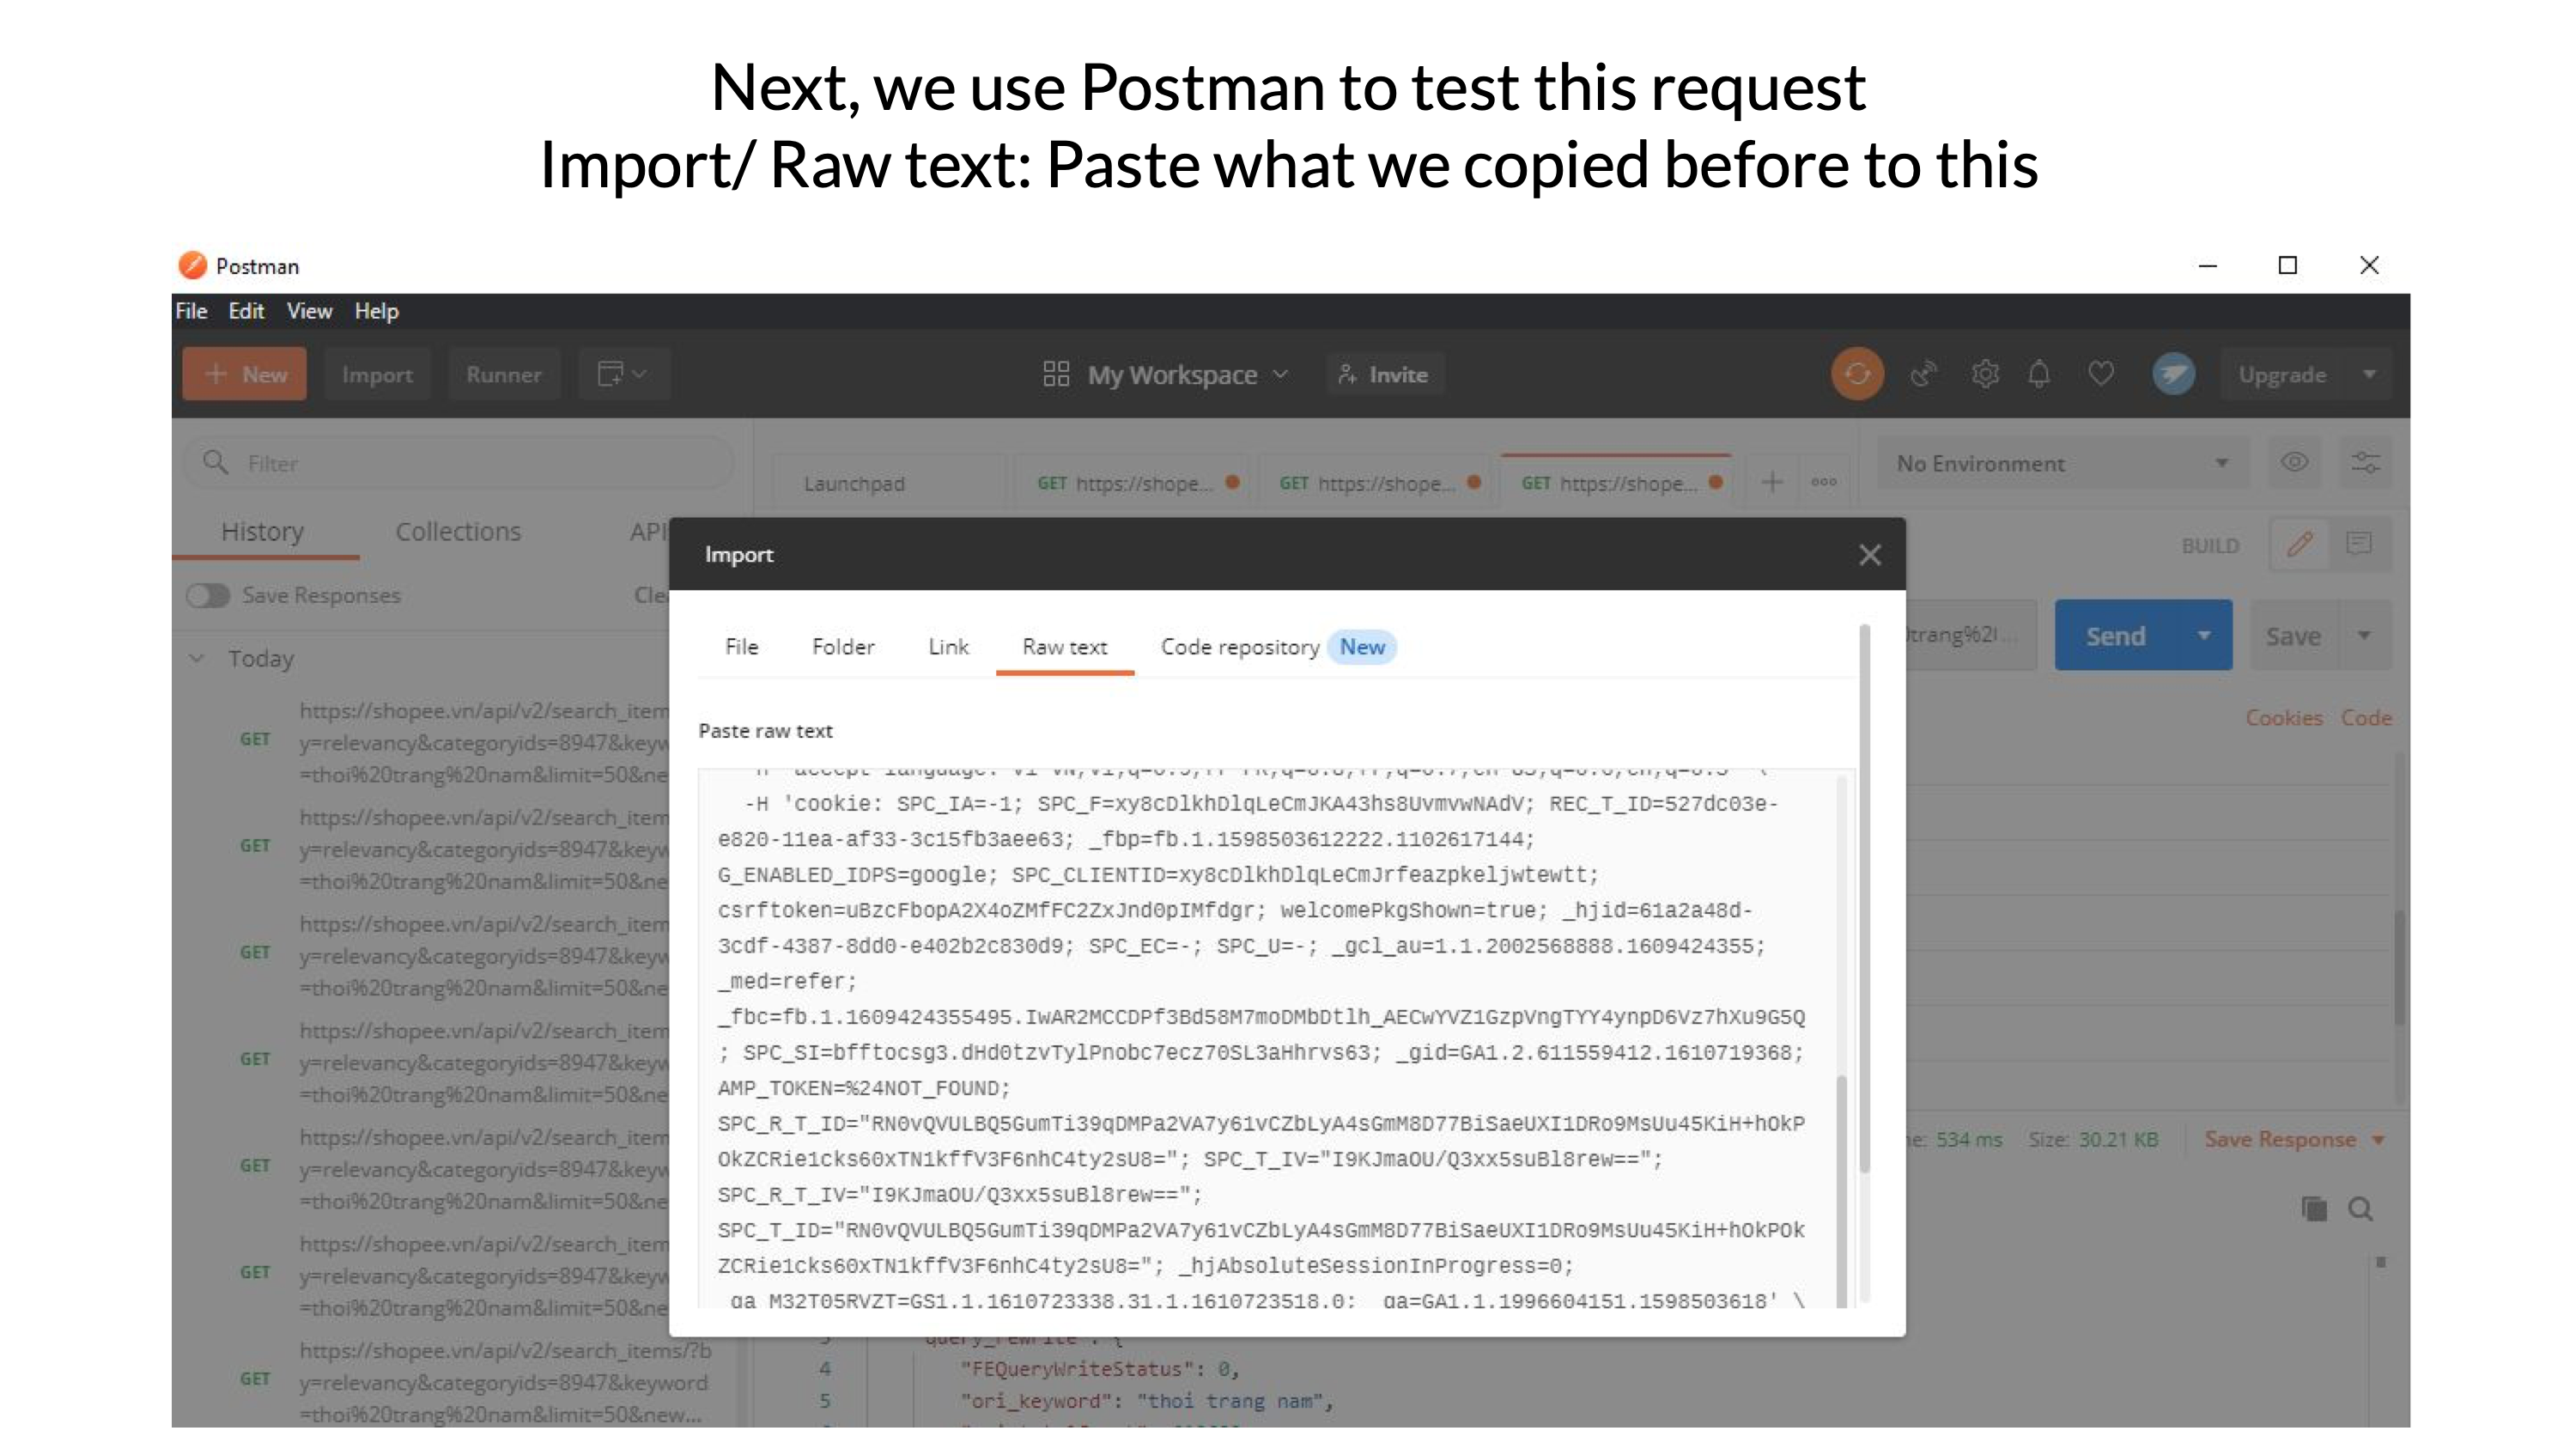 Next, we use Postman to test this request
Import/ Raw text: Paste what we copied before to this
Postman
File Edit View Help
+ New Import Runner My Workspace Invite Upgrade
Filter
Launchpad GET https://shope... GET https://shope... GET https://shope... + ooo No Environment
History Collections API
BUILD
Import
Save Responses Cle
File Folder Link Raw text Code repository New
trang%2... Send Save
Today
Cookies Code
Paste raw text
https://shopee.vn/api/v2/search_item
GET y=relevancy&categoryids=8947&keyw
=thoi%20trang%20nam&limit=50&ne
https://shopee.vn/api/v2/search_item
GET y=relevancy&categoryids=8947&keyw
=thoi%20trang%20nam&limit=50&ne
https://shopee.vn/api/v2/search_item
GET y=relevancy&categoryids=8947&keyw
=thoi%20trang%20nam&limit=50&ne
https://shopee.vn/api/v2/search_item
GET y=relevancy&categoryids=8947&keyw
=thoi%20trang%20nam&limit=50&ne
https://shopee.vn/api/v2/search_item
GET y=relevancy&categoryids=8947&keyw
=thoi%20trang%20nam&limit=50&ne
https://shopee.vn/api/v2/search_item
GET y=relevancy&categoryids=8947&keyw
=thoi%20trang%20nam&limit=50&ne
https://shopee.vn/api/v2/search_items/?b
GET y=relevancy&categoryids=8947&keyword
=thoi%20trang%20nam&limit=50&new...
-H 'cookie: SPC_IA=-1; SPC_F=xy8cDlkhDlqLeCmJKA43hs8UvmvwNAdV; REC_T_ID=527dc03e-
e820-11ea-af33-3c15fb3aee63; _fbp=fb.1.1598503612222.1102617144;
G_ENABLED_IDPS=google; SPC_CLIENTID=xy8cDlkhDlqLeCmJrfeazpkeljwtewtt;
csrftoken=uBzcFbopA2X4oZMfFC2ZxJnd0pIMfdgr; welcomePkgShown=true; _hjid=61a2a48d-
3cdf-4387-8dd0-e402b2c830d9; SPC_EC=-; SPC_U=-; _gcl_au=1.1.2002568888.1609424355;
_med=refer;
_fbc=fb.1.1609424355495.IwAR2MCCDPf3Bd58M7moDMbDtlh_AECwYVZ1GzpVngTYY4ynpD6Vz7hXu9G5Q
; SPC_SI=bfftocsg3.dHd0tzvTylPnobc7ecz70SL3aHhrvs63; _gid=GA1.2.611559412.1610719368;
AMP_TOKEN=%24NOT_FOUND;
SPC_R_T_ID="RN0vQVULBQ5GumTi39qDMPa2VA7y61vCZbLyA4sGmM8D77BiSaeUXI1DRo9MsUu45KiH+hOkP
OkZCRie1cks60xTN1kffV3F6nhC4ty2sU8="; SPC_T_IV="I9KJmaOU/Q3xx5suBl8rew==";
SPC_R_T_IV="I9KJmaOU/Q3xx5suBl8rew==";
SPC_T_ID="RN0vQVULBQ5GumTi39qDMPa2VA7y61vCZbLyA4sGmM8D77BiSaeUXI1DRo9MsUu45KiH+hOkPOk
ZCRie1cks60xTN1kffV3F6nhC4ty2sU8="; _hjAbsoluteSessionInProgress=0;
_ga_M32T05RVZT=GS1.1.1610723338.31.1.1610723518.0; _ga=GA1.1.1996604151.1598503618' \
534 ms Size: 30.21 KB Save Response
4 "FEQueryWriteStatus": 0,
5 "ori_keyword": "thoi trang nam",